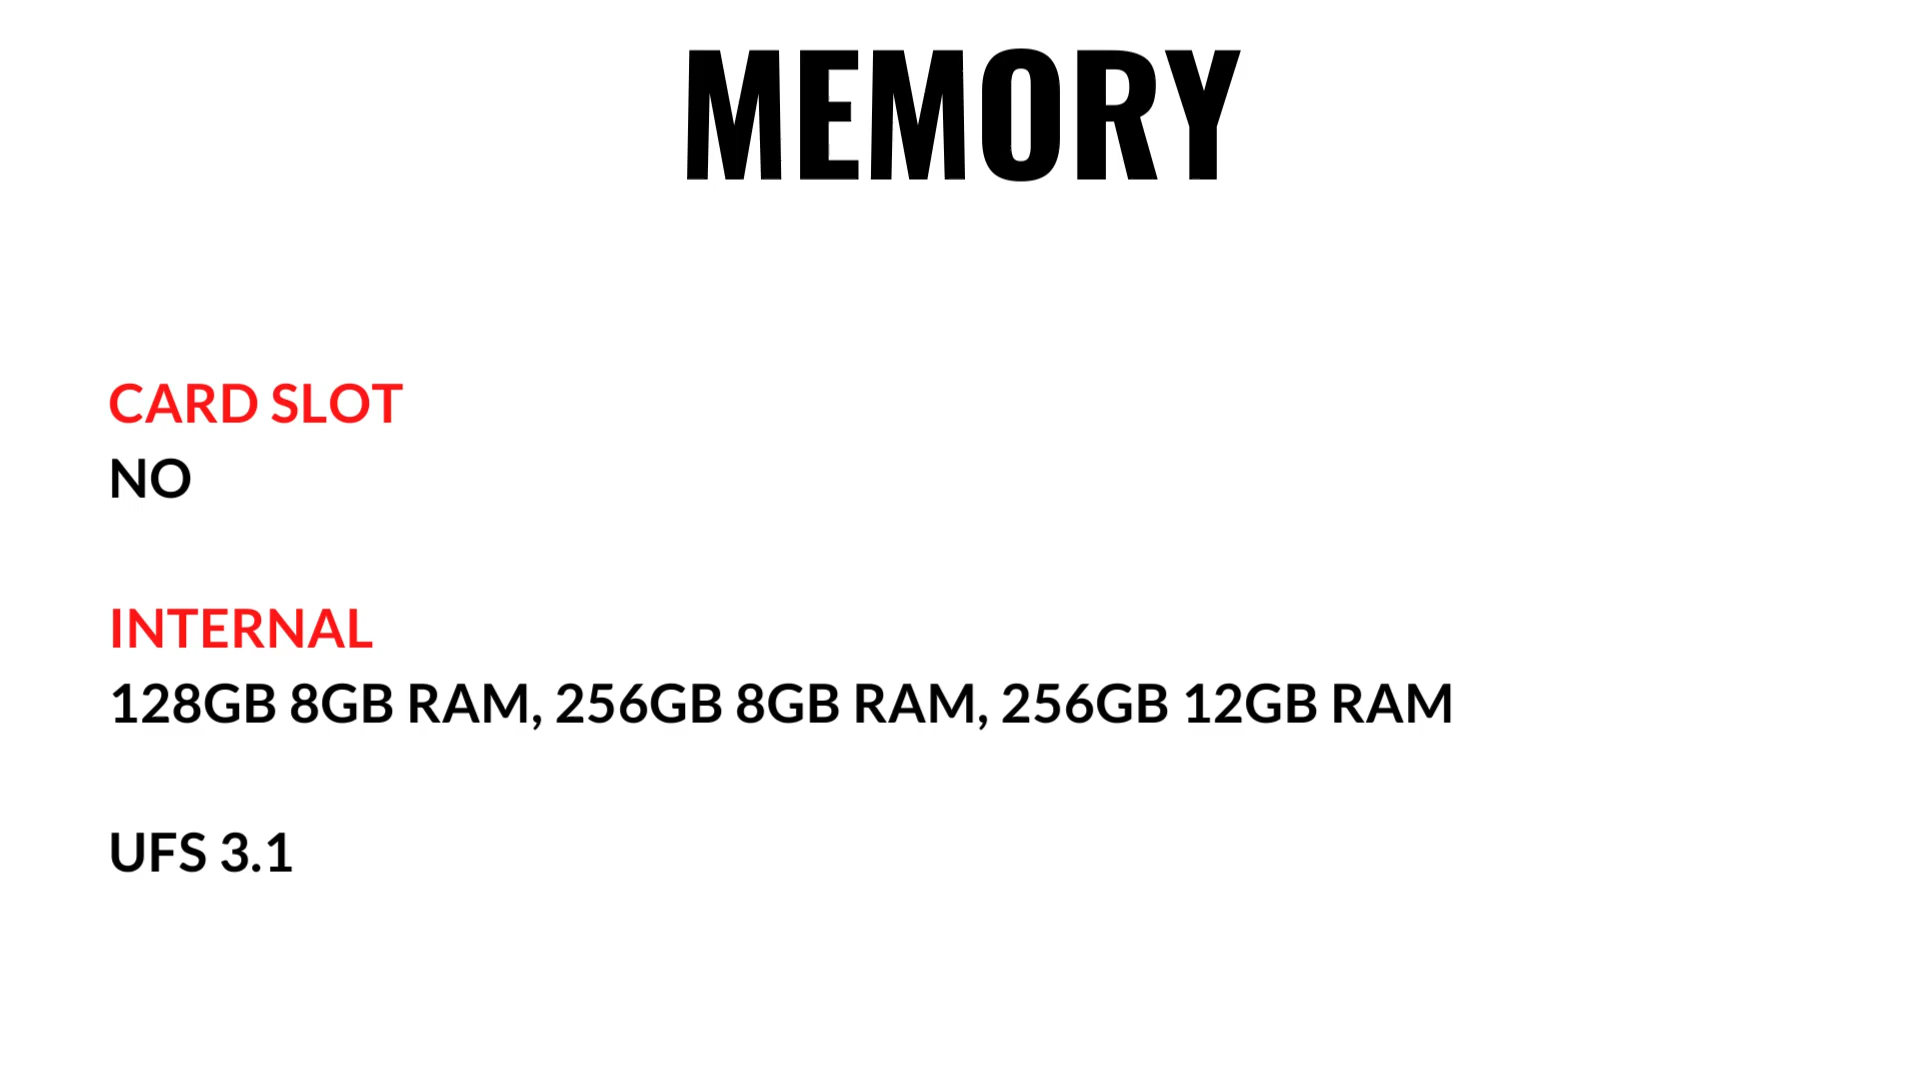 MEMORY
CARD SLOT
NO
INTERNAL
128GB 8GB RAM, 256GB 8GB RAM, 256GB 12GB RAM
UFS 3.1